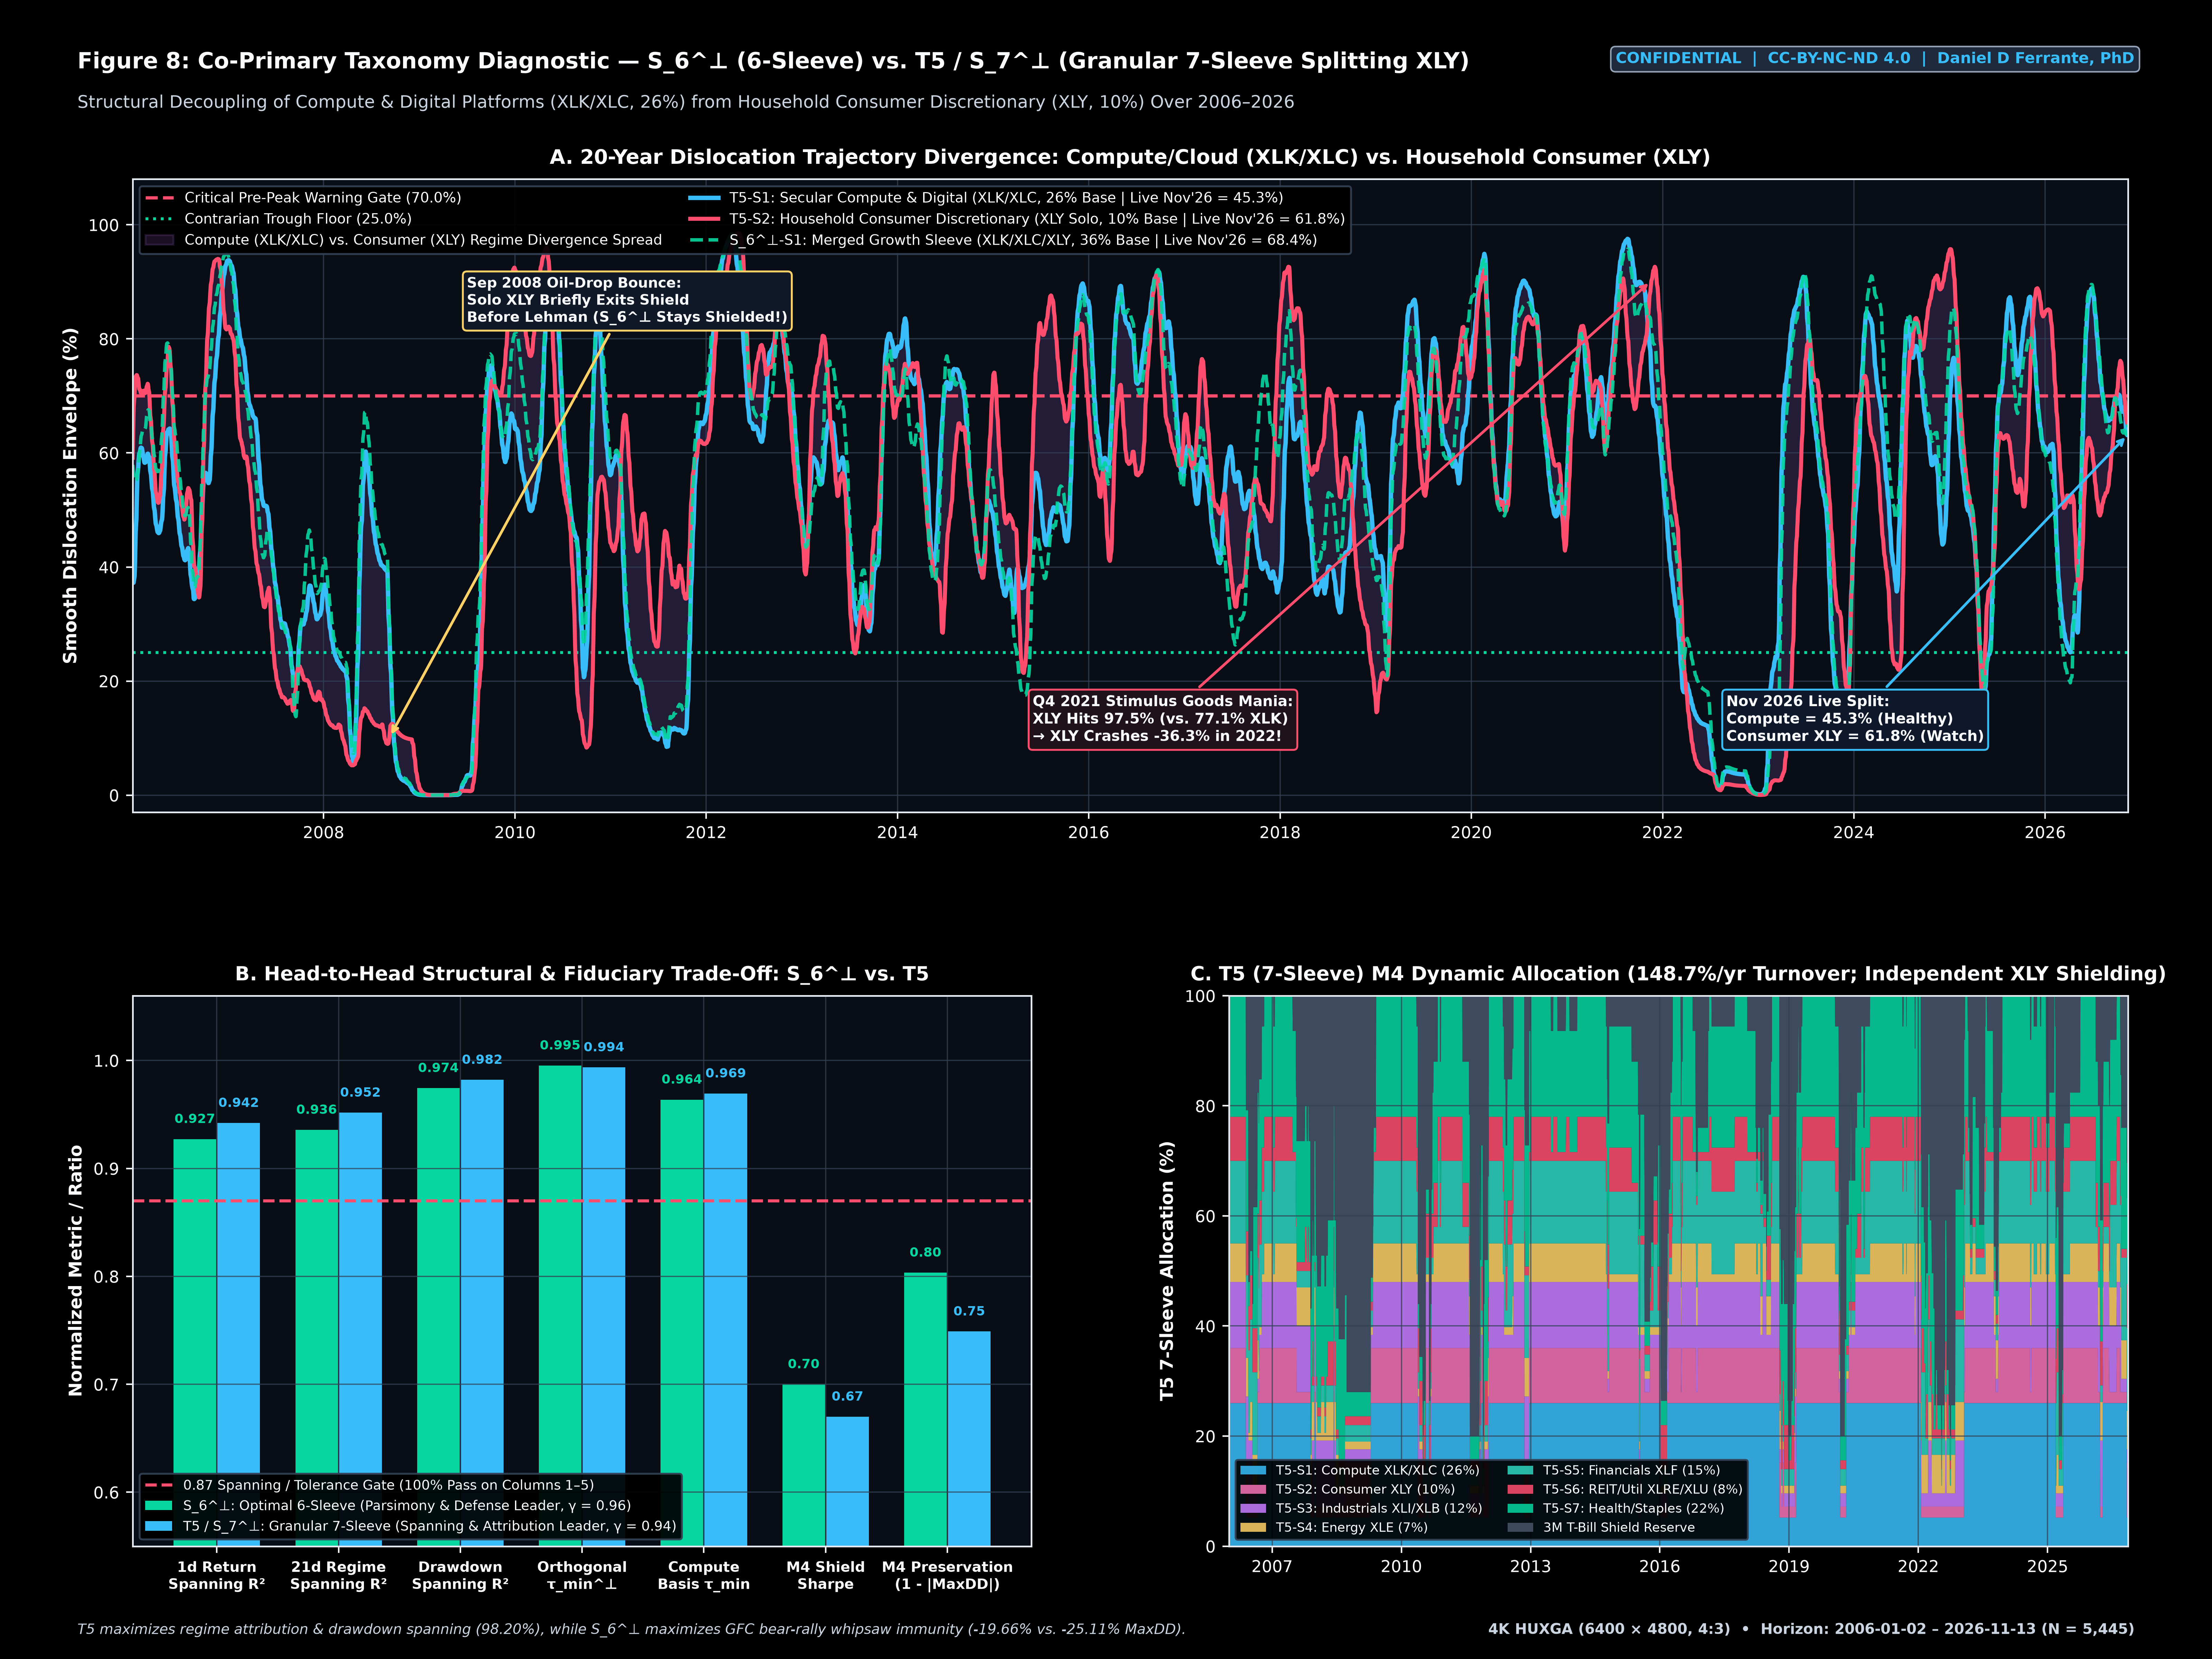 Figure 8: Co-Primary Taxonomy Diagnostic — S_6^⊥ (6-Sleeve) vs. T5 / S_7^⊥ (Granular 7-Sleeve Splitting XLY)
CONFIDENTIAL | CC-BY-NC-ND 4.0 | Daniel D Ferrante, PhD
Structural Decoupling of Compute & Digital Platforms (XLK/XLC, 26%) from Household Consumer Discretionary (XLY, 10%) Over 2006–2026
A. 20-Year Dislocation Trajectory Divergence: Compute/Cloud (XLK/XLC) vs. Household Consumer (XLY)
Critical Pre-Peak Warning Gate (70.0%)
Contrarian Trough Floor (25.0%)
Compute (XLK/XLC) vs. Consumer (XLY) Regime Divergence Spread
T5-S1: Secular Compute & Digital (XLK/XLC, 26% Base | Live Nov'26 = 45.3%)
T5-S2: Household Consumer Discretionary (XLY Solo, 10% Base | Live Nov'26 = 61.8%)
S_6^⊥-S1: Merged Growth Sleeve (XLK/XLC/XLY, 36% Base | Live Nov'26 = 68.4%)
Smooth Dislocation Envelope (%)
100
80
60
40
20
0
Sep 2008 Oil-Drop Bounce:
Solo XLY Briefly Exits Shield
Before Lehman (S_6^⊥ Stays Shielded!)
Q4 2021 Stimulus Goods Mania:
XLY Hits 97.5% (vs. 77.1% XLK)
→ XLY Crashes -36.3% in 2022!
Nov 2026 Live Split:
Compute = 45.3% (Healthy)
Consumer XLY = 61.8% (Watch)
2008 2010 2012 2014 2016 2018 2020 2022 2024 2026
B. Head-to-Head Structural & Fiduciary Trade-Off: S_6^⊥ vs. T5
Normalized Metric / Ratio
1.0
0.9
0.8
0.7
0.6
0.927 0.942 0.936 0.952 0.974 0.982 0.995 0.994 0.964 0.969 0.70 0.67 0.80 0.75
0.87 Spanning / Tolerance Gate (100% Pass on Columns 1–5)
S_6^⊥: Optimal 6-Sleeve (Parsimony & Defense Leader, γ = 0.96)
T5 / S_7^⊥: Granular 7-Sleeve (Spanning & Attribution Leader, γ = 0.94)
1d Return
Spanning R²
21d Regime
Spanning R²
Drawdown
Spanning R²
Orthogonal
τ_min^⊥
Compute
Basis τ_min
M4 Shield
Sharpe
M4 Preservation
(1 - |MaxDD|)
C. T5 (7-Sleeve) M4 Dynamic Allocation (148.7%/yr Turnover; Independent XLY Shielding)
T5 7-Sleeve Allocation (%)
100
80
60
40
20
0
T5-S1: Compute XLK/XLC (26%)
T5-S2: Consumer XLY (10%)
T5-S3: Industrials XLI/XLB (12%)
T5-S4: Energy XLE (7%)
T5-S5: Financials XLF (15%)
T5-S6: REIT/Util XLRE/XLU (8%)
T5-S7: Health/Staples (22%)
3M T-Bill Shield Reserve
2007 2010 2013 2016 2019 2022 2025
T5 maximizes regime attribution & drawdown spanning (98.20%), while S_6^⊥ maximizes GFC bear-rally whipsaw immunity (-19.66% vs. -25.11% MaxDD).
4K HUXGA (6400 × 4800, 4:3) • Horizon: 2006-01-02 – 2026-11-13 (N = 5,445)